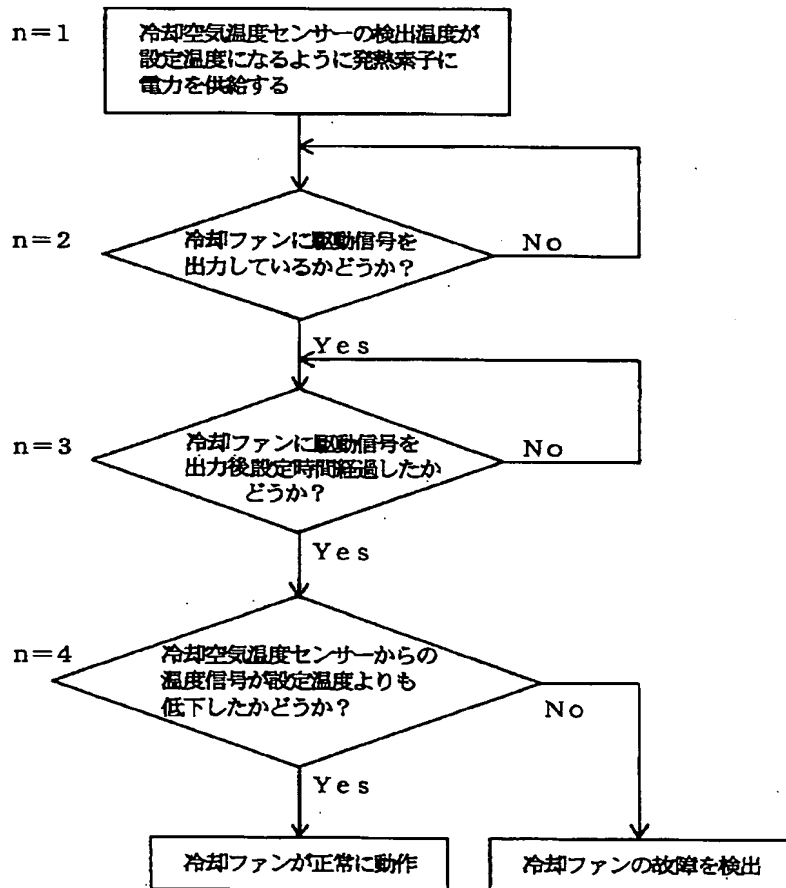 n=1
冷却空気温度センサーの検出温度が
設定温度になるように発熱素子に
電力を供給する
n=2
冷却ファンに駆動信号を
出力しているかどうか?
No
Yes
n=3
冷却ファンに駆動信号を
出力後設定時間経過したか
どうか?
No
Yes
n=4
冷却空気温度センサーからの
温度信号が設定温度よりも
低下したかどうか?
No
Yes
冷却ファンが正常に動作
冷却ファンの故障を検出